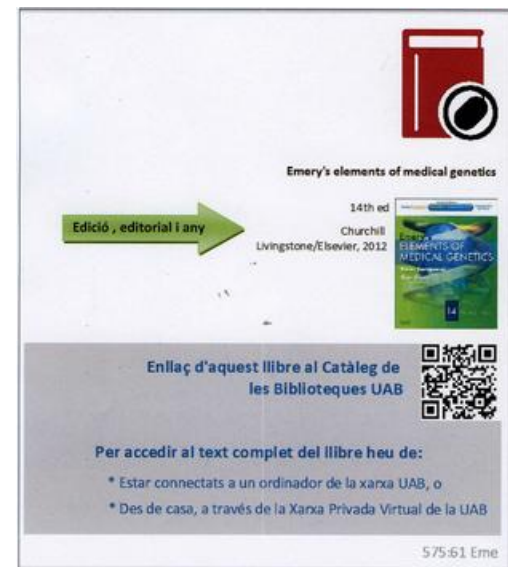 Emery's elements of medical genetics
14th ed
Edició , editorial i any
Churchill
Livingstone/Elsevier, 2012
ELEMENTS OF
MEDICAL GENETICS
14
Enllaç d'aquest llibre al Catàleg de
les Biblioteques UAB
Per accedir al text complet del llibre heu de:
* Estar connectats a un ordinador de la xarxa UAB, o
* Des de casa, a través de la Xarxa Privada Virtual de la UAB
575:61 Eme